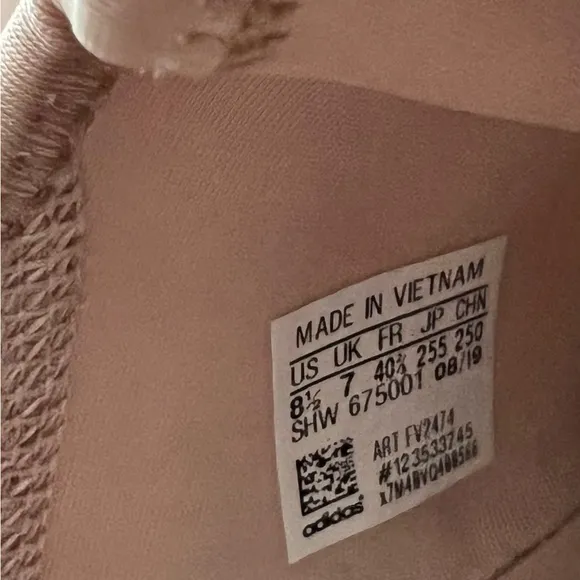 MADE IN VIETNAM
US UK FR JP CHN
8½ 7 40⅔ 255 250
SHW 675001 08/19
ART FV2474
#123533745
adidas